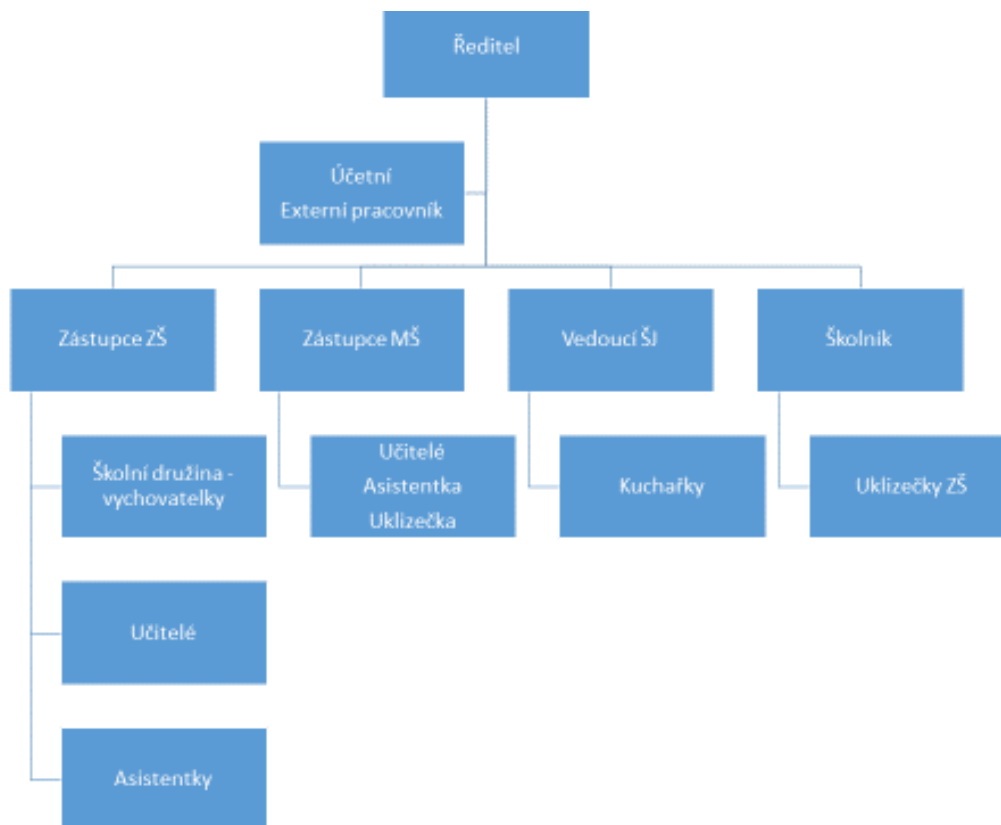 Ředitel
Účetní
Externí pracovník
Zástupce ZŠ
Zástupce MŠ
Vedoucí ŠJ
Školník
Školní družina -
vychovatelky
Učitelé
Asistentka
Uklizečka
Kuchařky
Uklizečky ZŠ
Učitelé
Asistentky